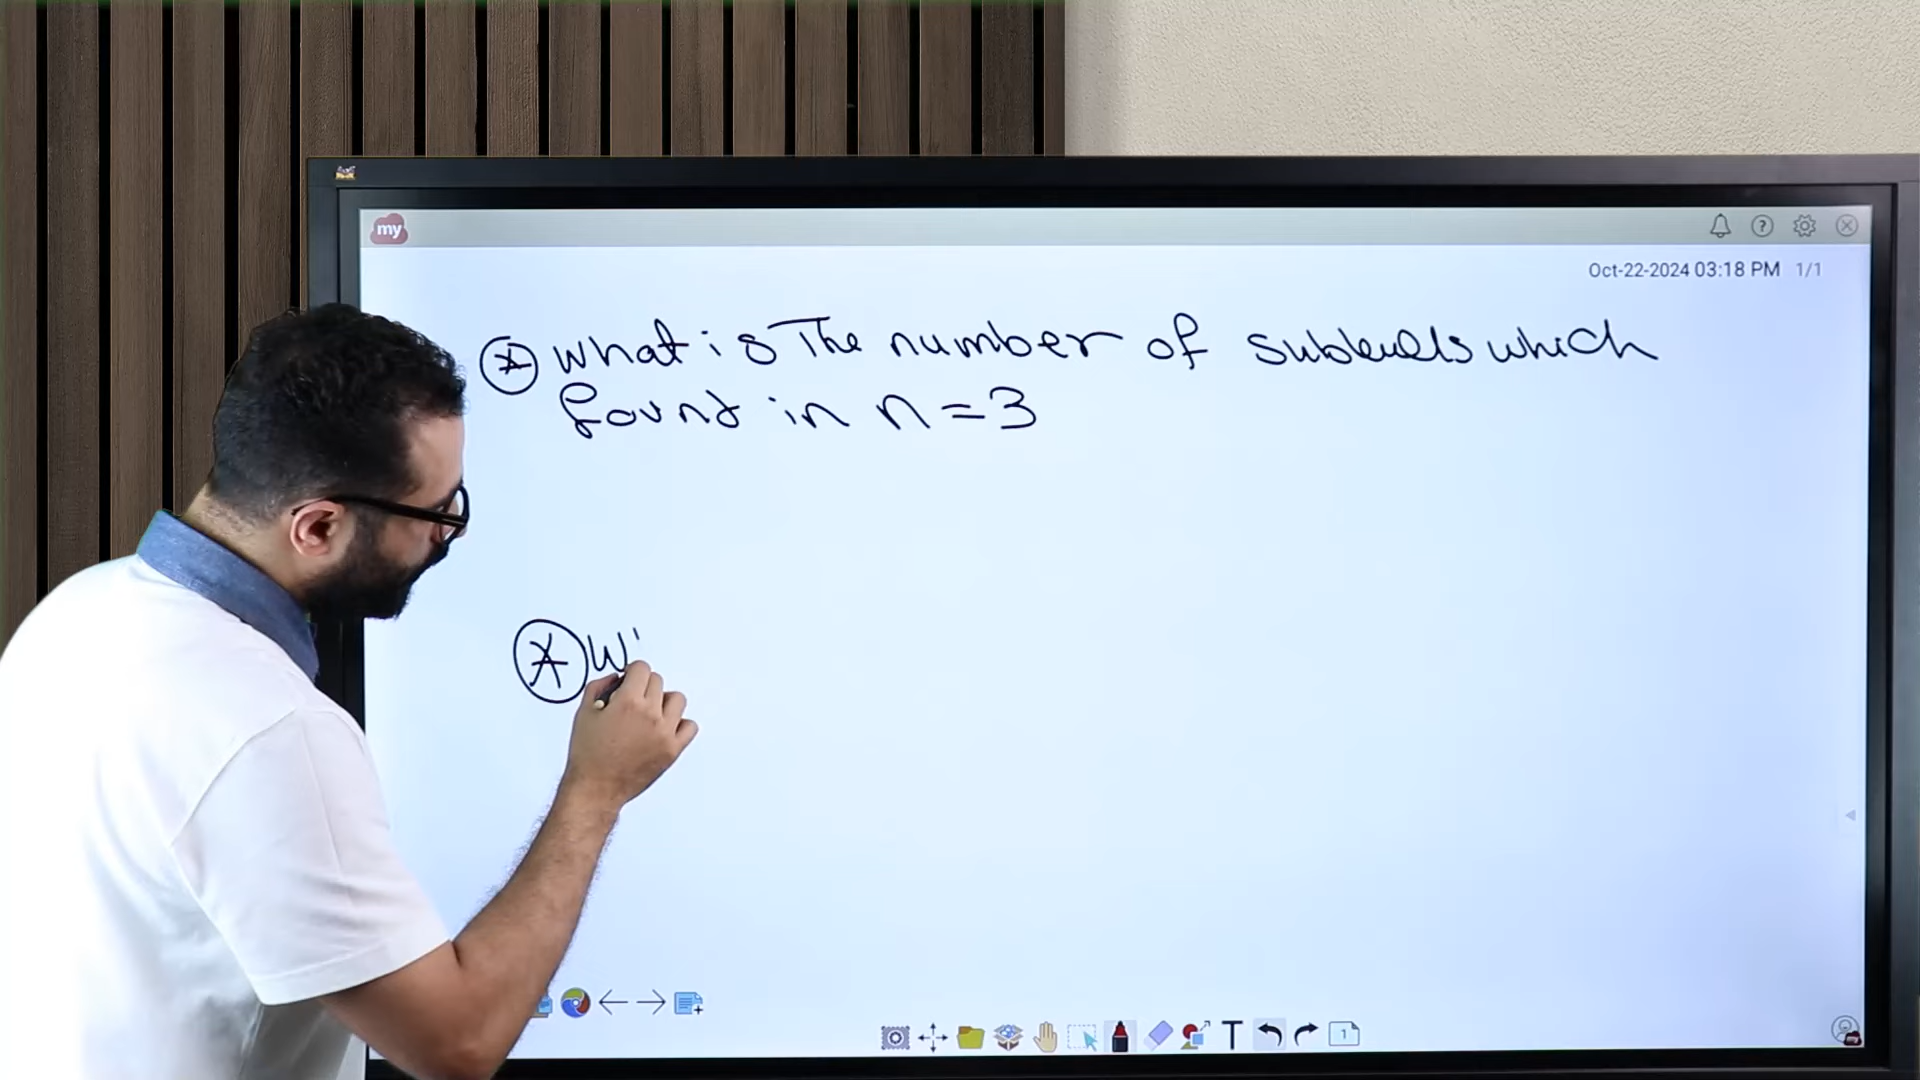 my
Oct-22-2024 03:18 PM 1/1
What is The number of sublevels which
found in n=3
W
T
1